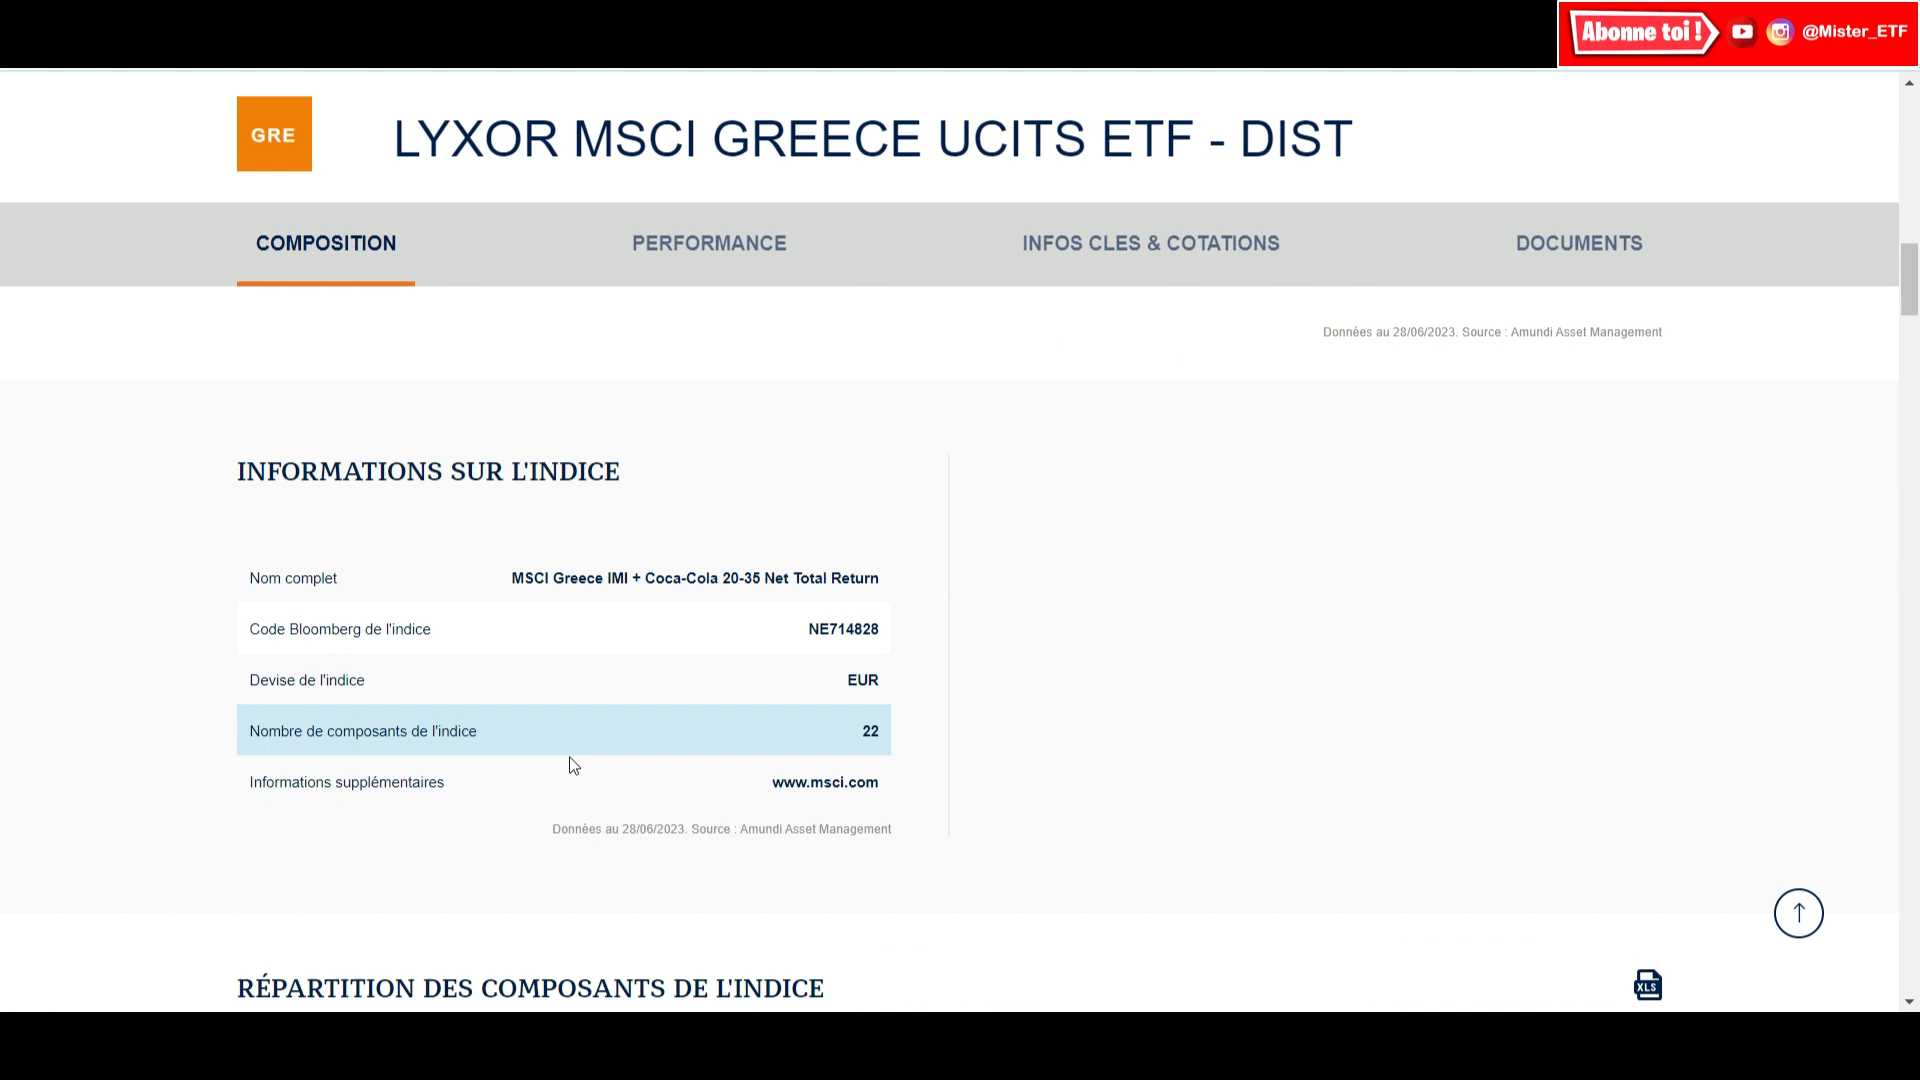 Abonne toi ! @Mister_ETF
GRE
LYXOR MSCI GREECE UCITS ETF - DIST
COMPOSITION PERFORMANCE INFOS CLES & COTATIONS DOCUMENTS
Données au 28/06/2023. Source : Amundi Asset Management
INFORMATIONS SUR L'INDICE
Nom complet MSCI Greece IMI + Coca-Cola 20-35 Net Total Return
Code Bloomberg de l'indice NE714828
Devise de l'indice EUR
Nombre de composants de l'indice 22
Informations supplémentaires www.msci.com
Données au 28/06/2023. Source : Amundi Asset Management
RÉPARTITION DES COMPOSANTS DE L'INDICE
XLS